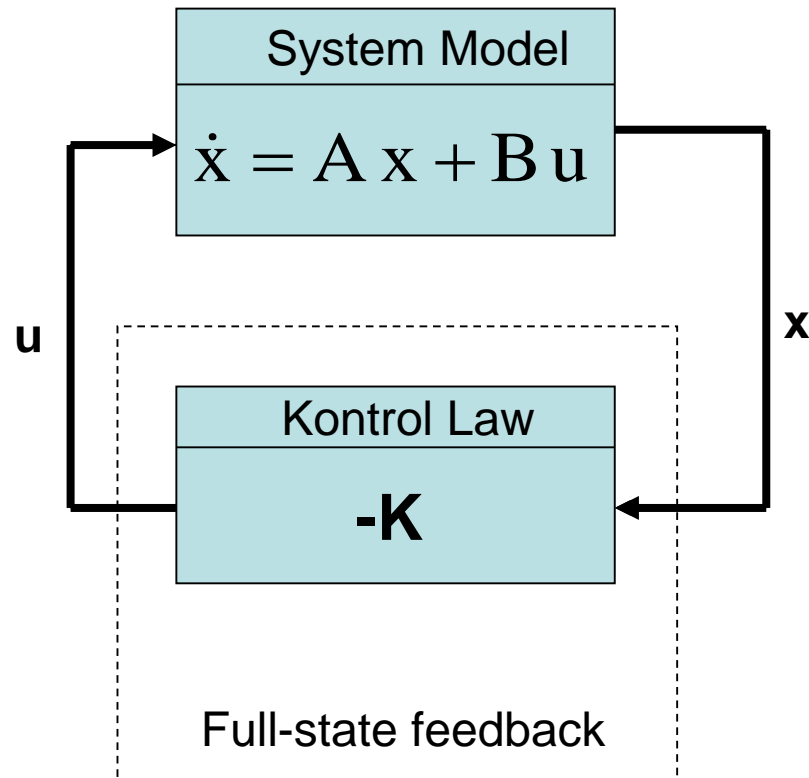 System Model
ẋ = A x + B u
u
x
Kontrol Law
-K
Full-state feedback